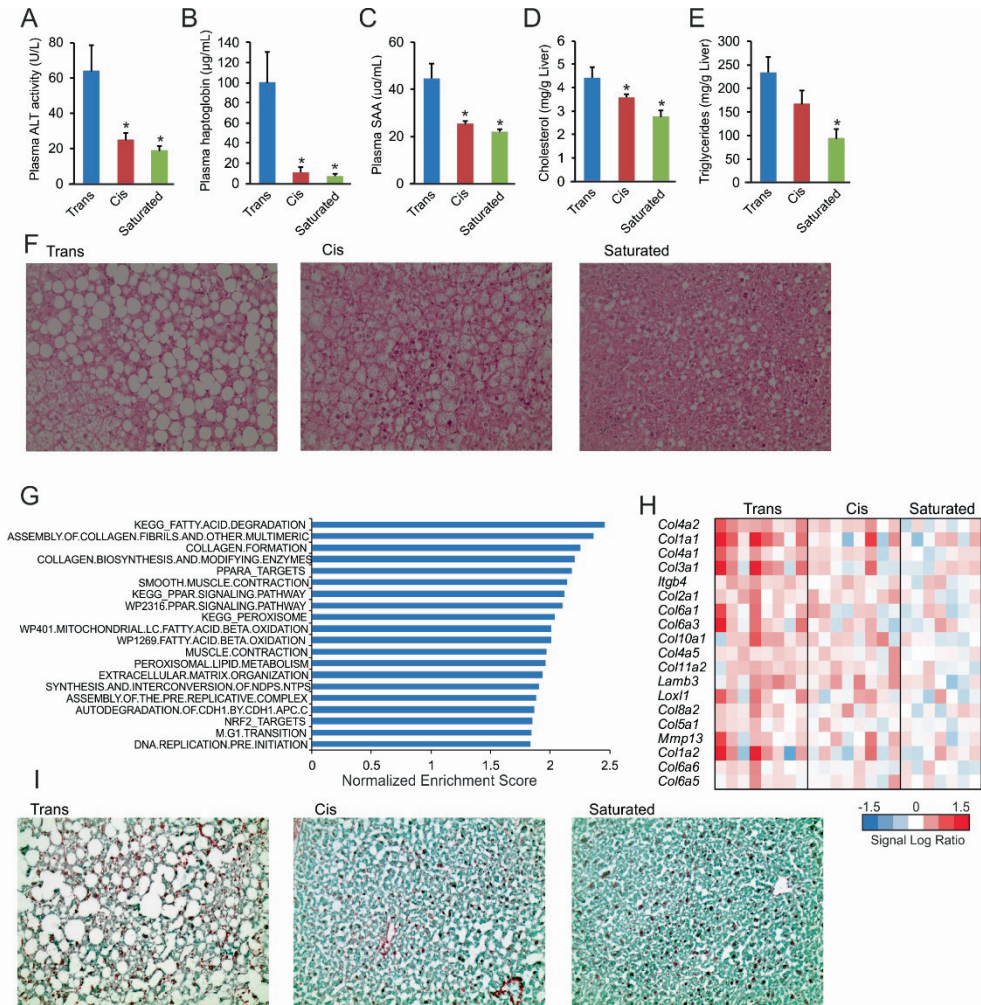 A
Plasma ALT activity (U/L)
80
60
40
20
0
*
*
Trans
Cis
Saturated
B
Plasma haptoglobin (µg/mL)
140
120
100
80
60
40
20
0
*
*
Trans
Cis
Saturated
C
Plasma SAA (µg/mL)
60
40
20
0
*
*
Trans
Cis
Saturated
D
Cholesterol (mg/g Liver)
6
5
4
3
2
1
0
*
*
Trans
Cis
Saturated
E
Triglycerides (mg/g Liver)
300
250
200
150
100
50
0
*
Trans
Cis
Saturated
F
Trans
Cis
Saturated
G
KEGG_FATTY.ACID.DEGRADATION
ASSEMBLY.OF.COLLAGEN.FIBRILS.AND.OTHER.MULTIMERIC
COLLAGEN.FORMATION
COLLAGEN.BIOSYNTHESIS.AND.MODIFYING.ENZYMES
PPARA_TARGETS
SMOOTH.MUSCLE.CONTRACTION
KEGG_PPAR.SIGNALING.PATHWAY
WP2316.PPAR.SIGNALING.PATHWAY
KEGG_PEROXISOME
WP401.MITOCHONDRIAL.LC.FATTY.ACID.BETA.OXIDATION
WP1269.FATTY.ACID.BETA.OXIDATION
MUSCLE.CONTRACTION
PEROXISOMAL.LIPID.METABOLISM
EXTRACELLULAR.MATRIX.ORGANIZATION
SYNTHESIS.AND.INTERCONVERSION.OF.NDPS.NTPS
ASSEMBLY.OF.THE.PRE.REPLICATIVE.COMPLEX
AUTODEGRADATION.OF.CDH1.BY.CDH1.APC.C
NRF2_TARGETS
M.G1.TRANSITION
DNA.REPLICATION.PRE.INITIATION
0 0.5 1 1.5 2 2.5
Normalized Enrichment Score
H
Trans Cis Saturated
Col4a2
Col1a1
Col4a1
Col3a1
Itgb4
Col2a1
Col6a1
Col6a3
Col10a1
Col4a5
Col11a2
Lamb3
Loxl1
Col8a2
Col5a1
Mmp13
Col1a2
Col6a6
Col6a5
-1.5 0 1.5
Signal Log Ratio
I
Trans
Cis
Saturated